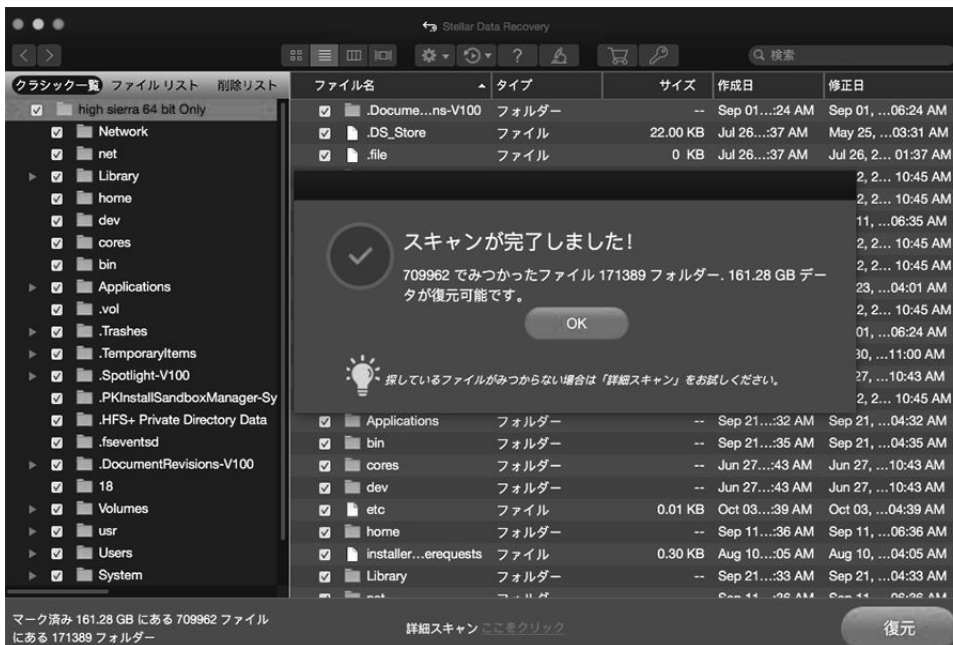 Stellar Data Recovery
検索
クラシック一覧 ファイル リスト 削除リスト
ファイル名 タイプ サイズ 作成日 修正日
high sierra 64 bit Only
Network
net
Library
home
dev
cores
bin
Applications
.vol
.Trashes
.TemporaryItems
.Spotlight-V100
.PKInstallSandboxManager-Sy
.HFS+ Private Directory Data
.fseventsd
.DocumentRevisions-V100
18
Volumes
usr
Users
System
.Docume...ns-V100 フォルダー -- Sep 01...:24 AM Sep 01, ...06:24 AM
.DS_Store ファイル 22.00 KB Jul 26...:37 AM May 25, ...03:31 AM
.file ファイル 0 KB Jul 26...:37 AM Jul 26, 2... 01:37 AM
2, 2... 10:45 AM
2, 2... 10:45 AM
11, ...06:35 AM
2, 2... 10:45 AM
2, 2... 10:45 AM
23, ...04:01 AM
2, 2... 10:45 AM
01, ...06:24 AM
30, ...11:00 AM
27, ...10:43 AM
2, 2... 10:45 AM
スキャンが完了しました!
709962 でみつかったファイル 171389 フォルダー. 161.28 GB デー
タが復元可能です。
OK
探しているファイルがみつからない場合は「詳細スキャン」をお試しください。
Applications フォルダー -- Sep 21...:32 AM Sep 21, ...04:32 AM
bin フォルダー -- Sep 21...:35 AM Sep 21, ...04:35 AM
cores フォルダー -- Jun 27...:43 AM Jun 27, ...10:43 AM
dev フォルダー -- Jun 27...:43 AM Jun 27, ...10:43 AM
etc ファイル 0.01 KB Oct 03...:39 AM Oct 03, ...04:39 AM
home フォルダー -- Sep 11...:36 AM Sep 11, ...06:36 AM
installer...erequests ファイル 0.30 KB Aug 10...:05 AM Aug 10, ...04:05 AM
Library フォルダー -- Sep 21...:33 AM Sep 21, ...04:33 AM
マーク済み 161.28 GB にある 709962 ファイル
にある 171389 フォルダー
詳細スキャン ここをクリック
復元